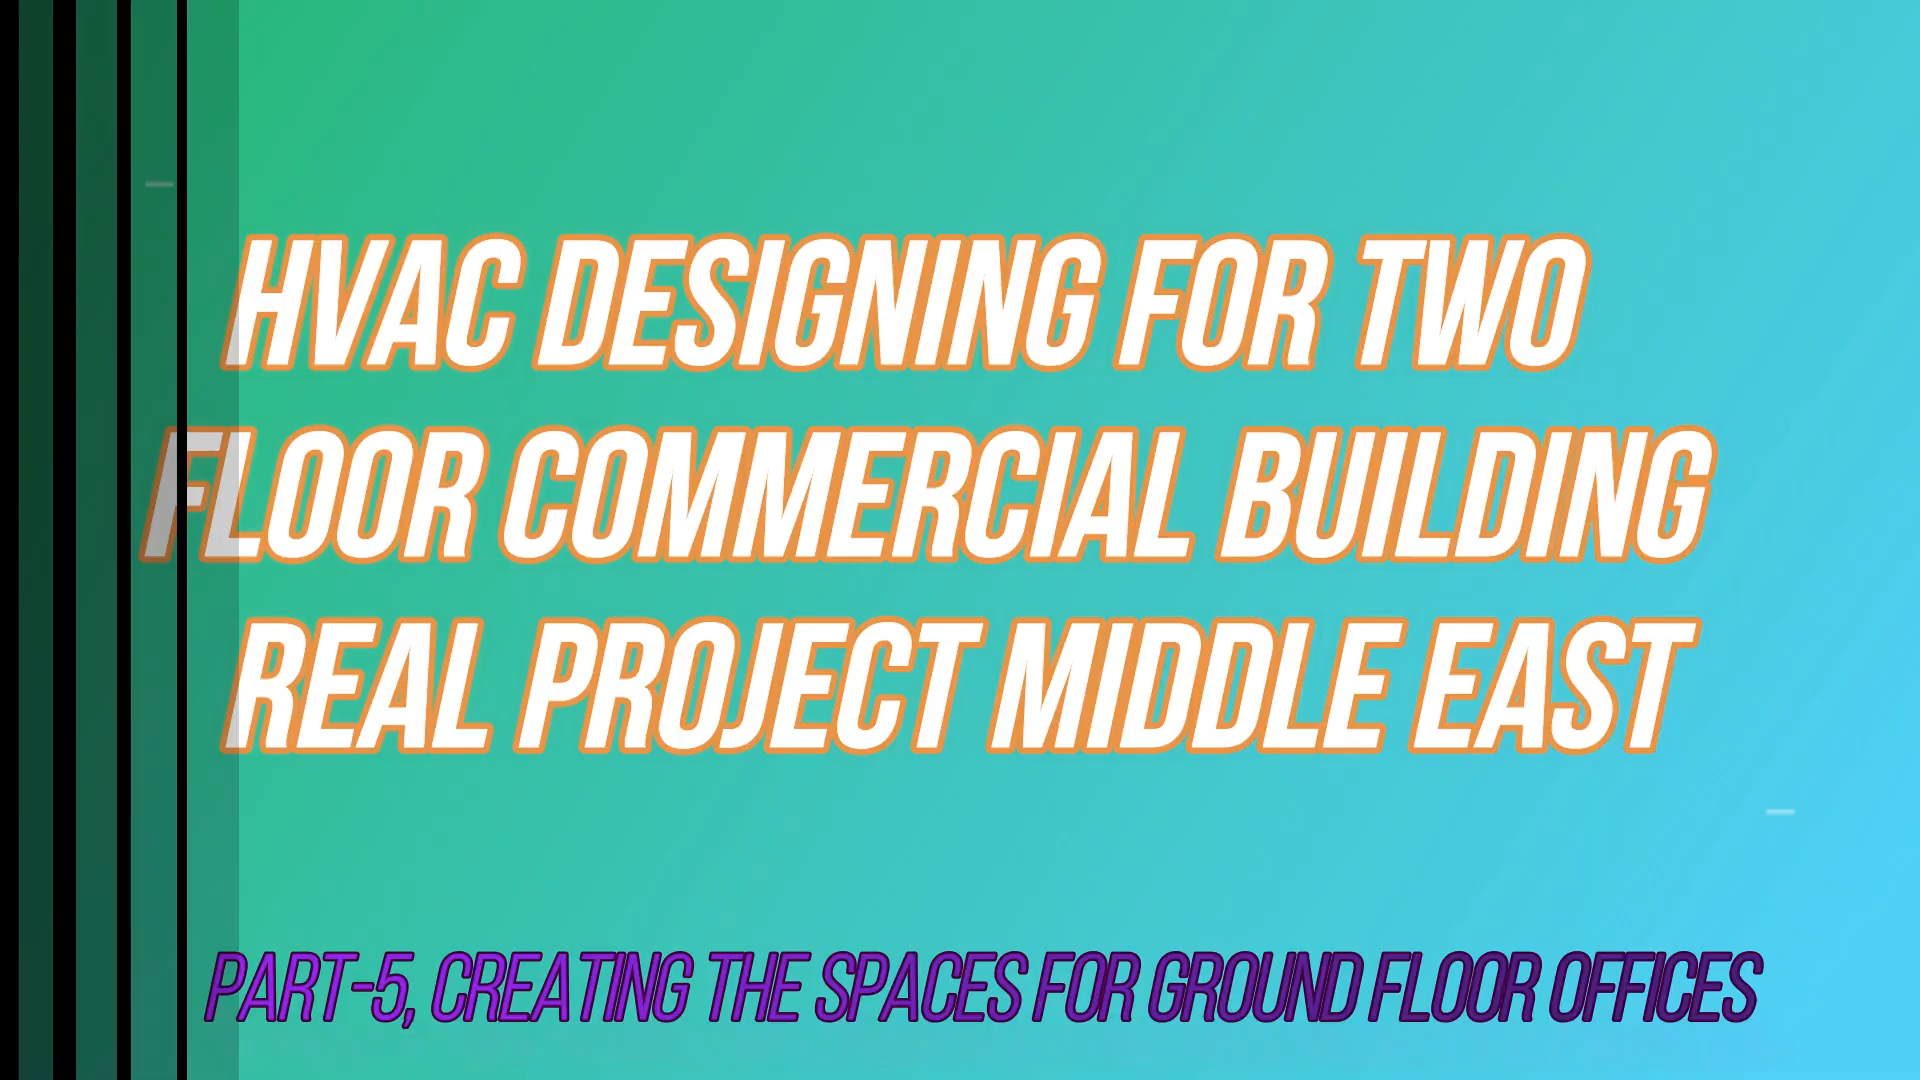 HVAC DESIGNING FOR TWO
FLOOR COMMERCIAL BUILDING
REAL PROJECT MIDDLE EAST
PART-5, CREATING THE SPACES FOR GROUND FLOOR OFFICES